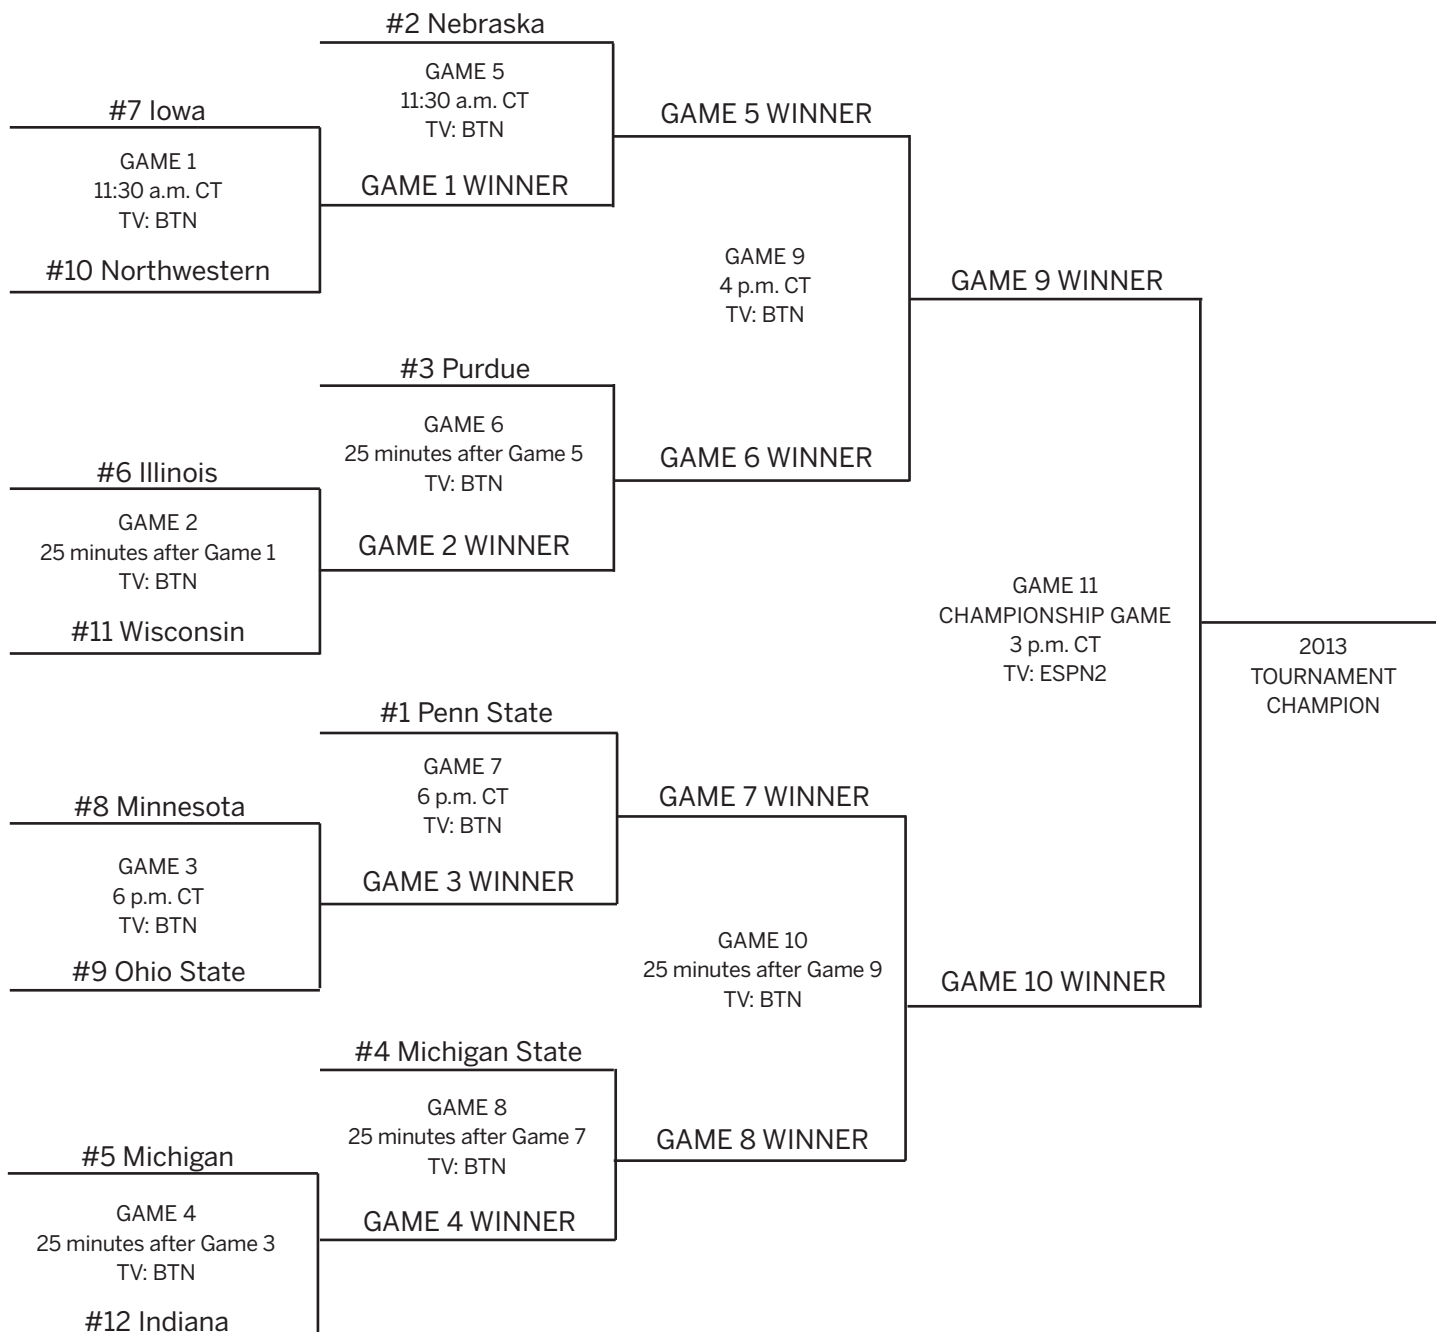 #2 Nebraska
GAME 5
11:30 a.m. CT
TV: BTN
GAME 1 WINNER
#7 Iowa
GAME 1
11:30 a.m. CT
TV: BTN
#10 Northwestern
GAME 5 WINNER
GAME 9
4 p.m. CT
TV: BTN
GAME 6 WINNER
GAME 9 WINNER
#3 Purdue
GAME 6
25 minutes after Game 5
TV: BTN
GAME 2 WINNER
#6 Illinois
GAME 2
25 minutes after Game 1
TV: BTN
#11 Wisconsin
GAME 11
CHAMPIONSHIP GAME
3 p.m. CT
TV: ESPN2
2013
TOURNAMENT
CHAMPION
#1 Penn State
GAME 7
6 p.m. CT
TV: BTN
GAME 3 WINNER
#8 Minnesota
GAME 3
6 p.m. CT
TV: BTN
#9 Ohio State
GAME 7 WINNER
GAME 10
25 minutes after Game 9
TV: BTN
GAME 8 WINNER
GAME 10 WINNER
#4 Michigan State
GAME 8
25 minutes after Game 7
TV: BTN
GAME 4 WINNER
#5 Michigan
GAME 4
25 minutes after Game 3
TV: BTN
#12 Indiana